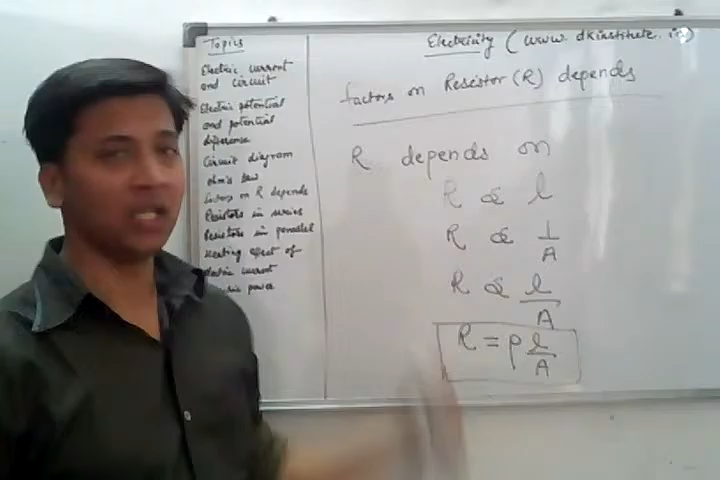 Topics
Electric current
and circuit
Electric potential
and potential
difference
Circuit diagram
ohm's law
factors on R depends
Resistors in series
Resistors in parallel
Heating effect of
electric current
power
Electricity (www.dkinstitute.in)
factors on Resistor (R) depends
R depends on
R ∝ l
R ∝ 1/A
R ∝ l/A
R = ρ l/A